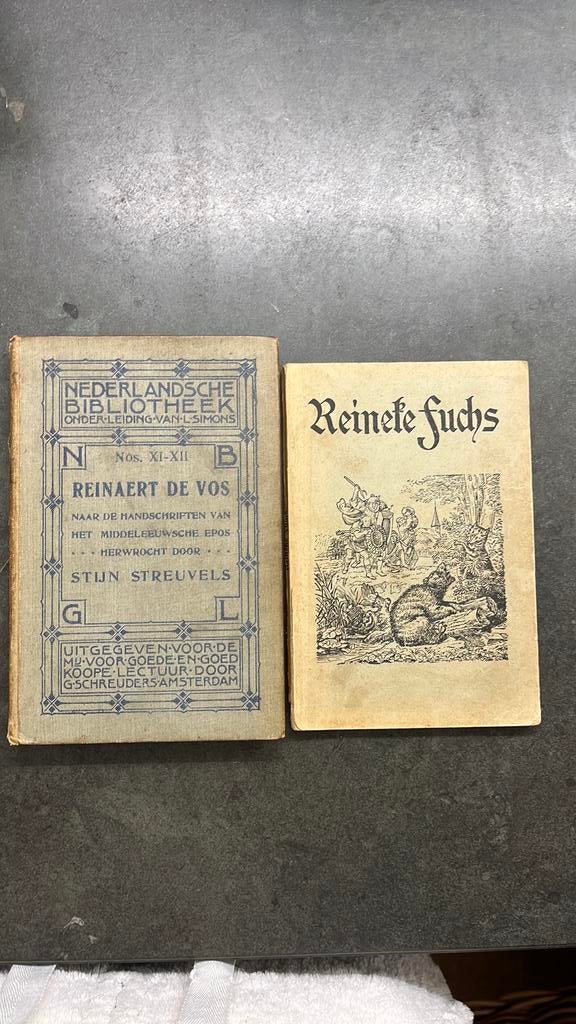 NEDERLANDSCHE
BIBLIOTHEEK
ONDER·LEIDING·VAN·L·SIMONS
N Nos. XI-XII B
REINAERT DE VOS
NAAR DE HANDSCHRIFTEN VAN
HET MIDDELEEUWSCHE EPOS
· · · HERWROCHT DOOR · · ·
STIJN STREUVELS
G L
UITGEGEVEN·VOOR·DE
MIJ·VOOR·GOEDE·EN·GOED
KOOPE·LECTUUR·DOOR
G·SCHREUDERS·AMSTERDAM
Reineke Fuchs